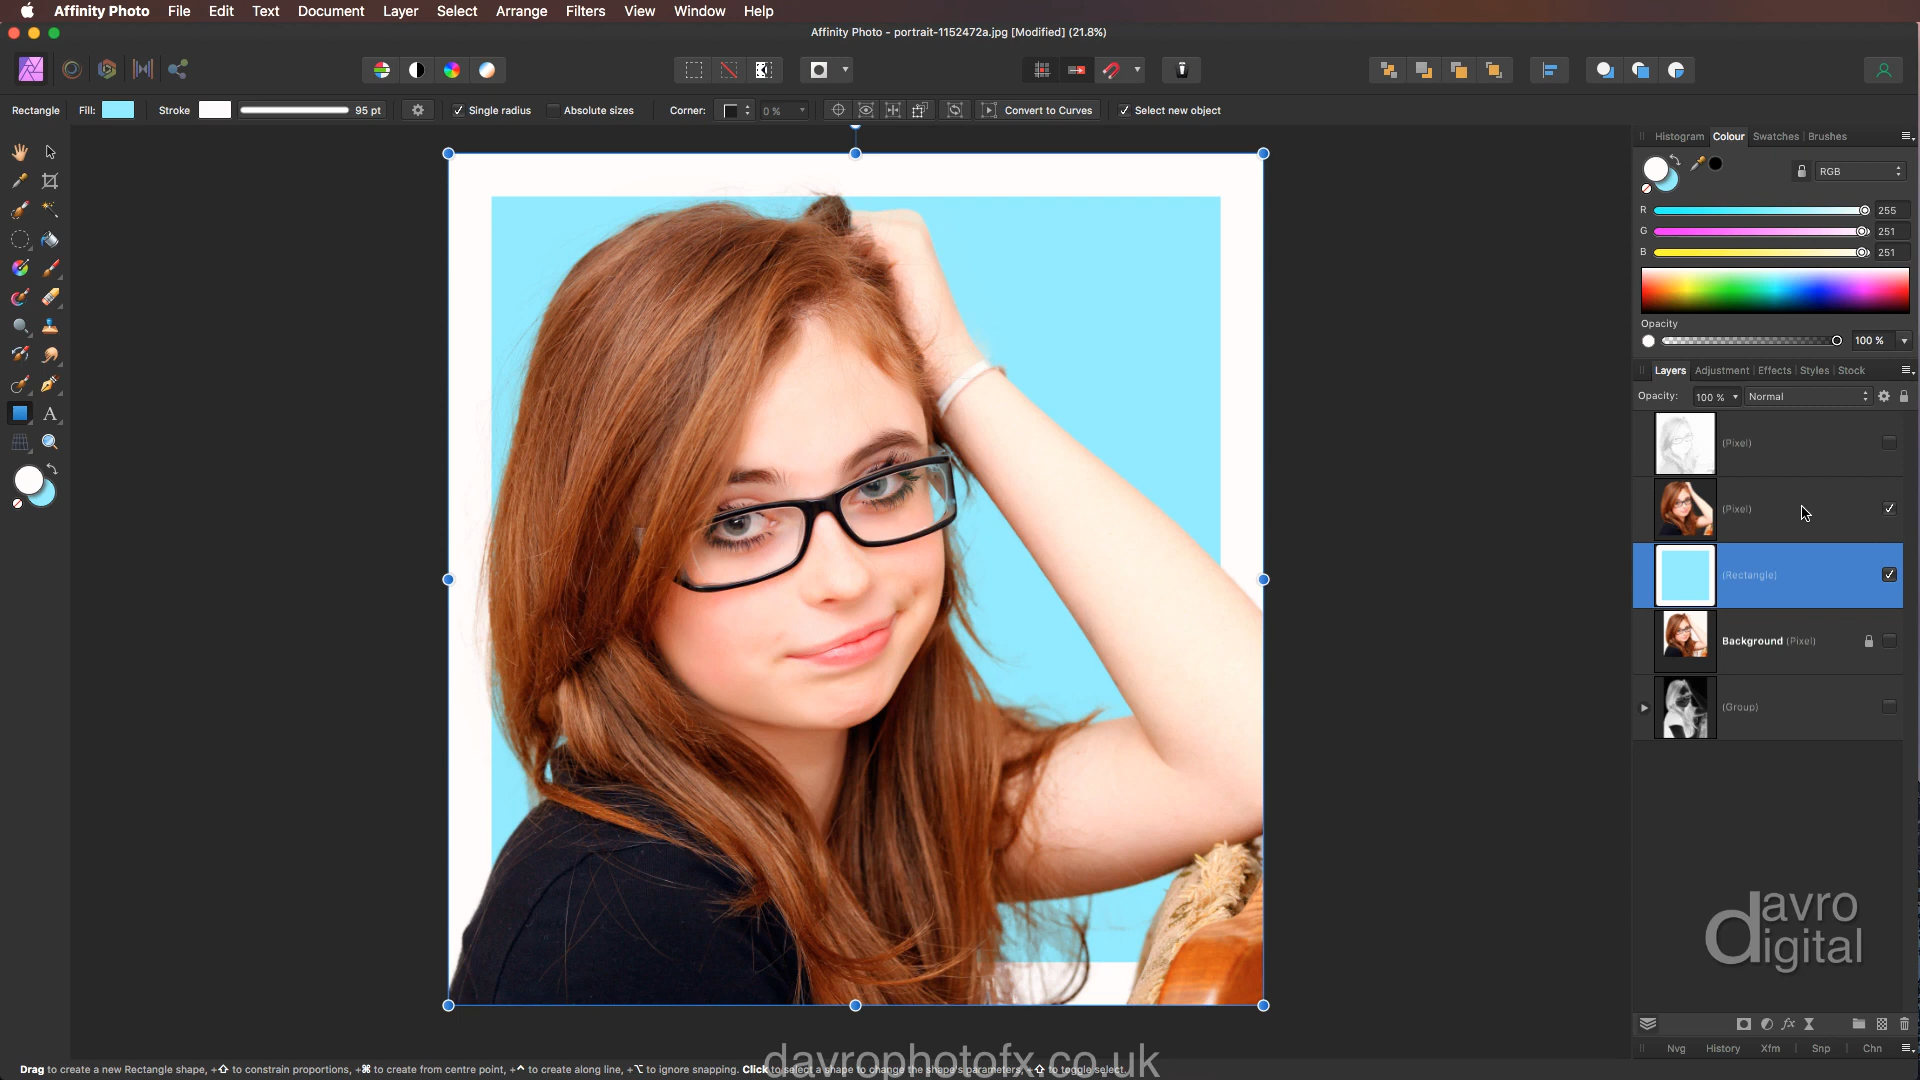 Affinity Photo File Edit Text Document Layer Select Arrange Filters View Window Help
Affinity Photo - portrait-1152472a.jpg [Modified] (21.8%)
Rectangle Fill: Stroke 95 pt Single radius Absolute sizes Corner: 0 % Convert to Curves Select new object
Histogram Colour Swatches Brushes
RGB
R 255
G 251
B 251
Opacity
100 %
Layers Adjustment Effects Styles Stock
Opacity: 100 % Normal
(Pixel)
(Pixel)
(Rectangle)
Background (Pixel)
(Group)
davro
digital
Nvg History Xfm Snp Chn
davrophotofx.co.uk
Drag to create a new Rectangle shape, +⇧ to constrain proportions, +⌘ to create from centre point, +⌃ to create along line, +⌥ to ignore snapping. Click to select a shape to change the shape's parameters, +⇧ to toggle select.